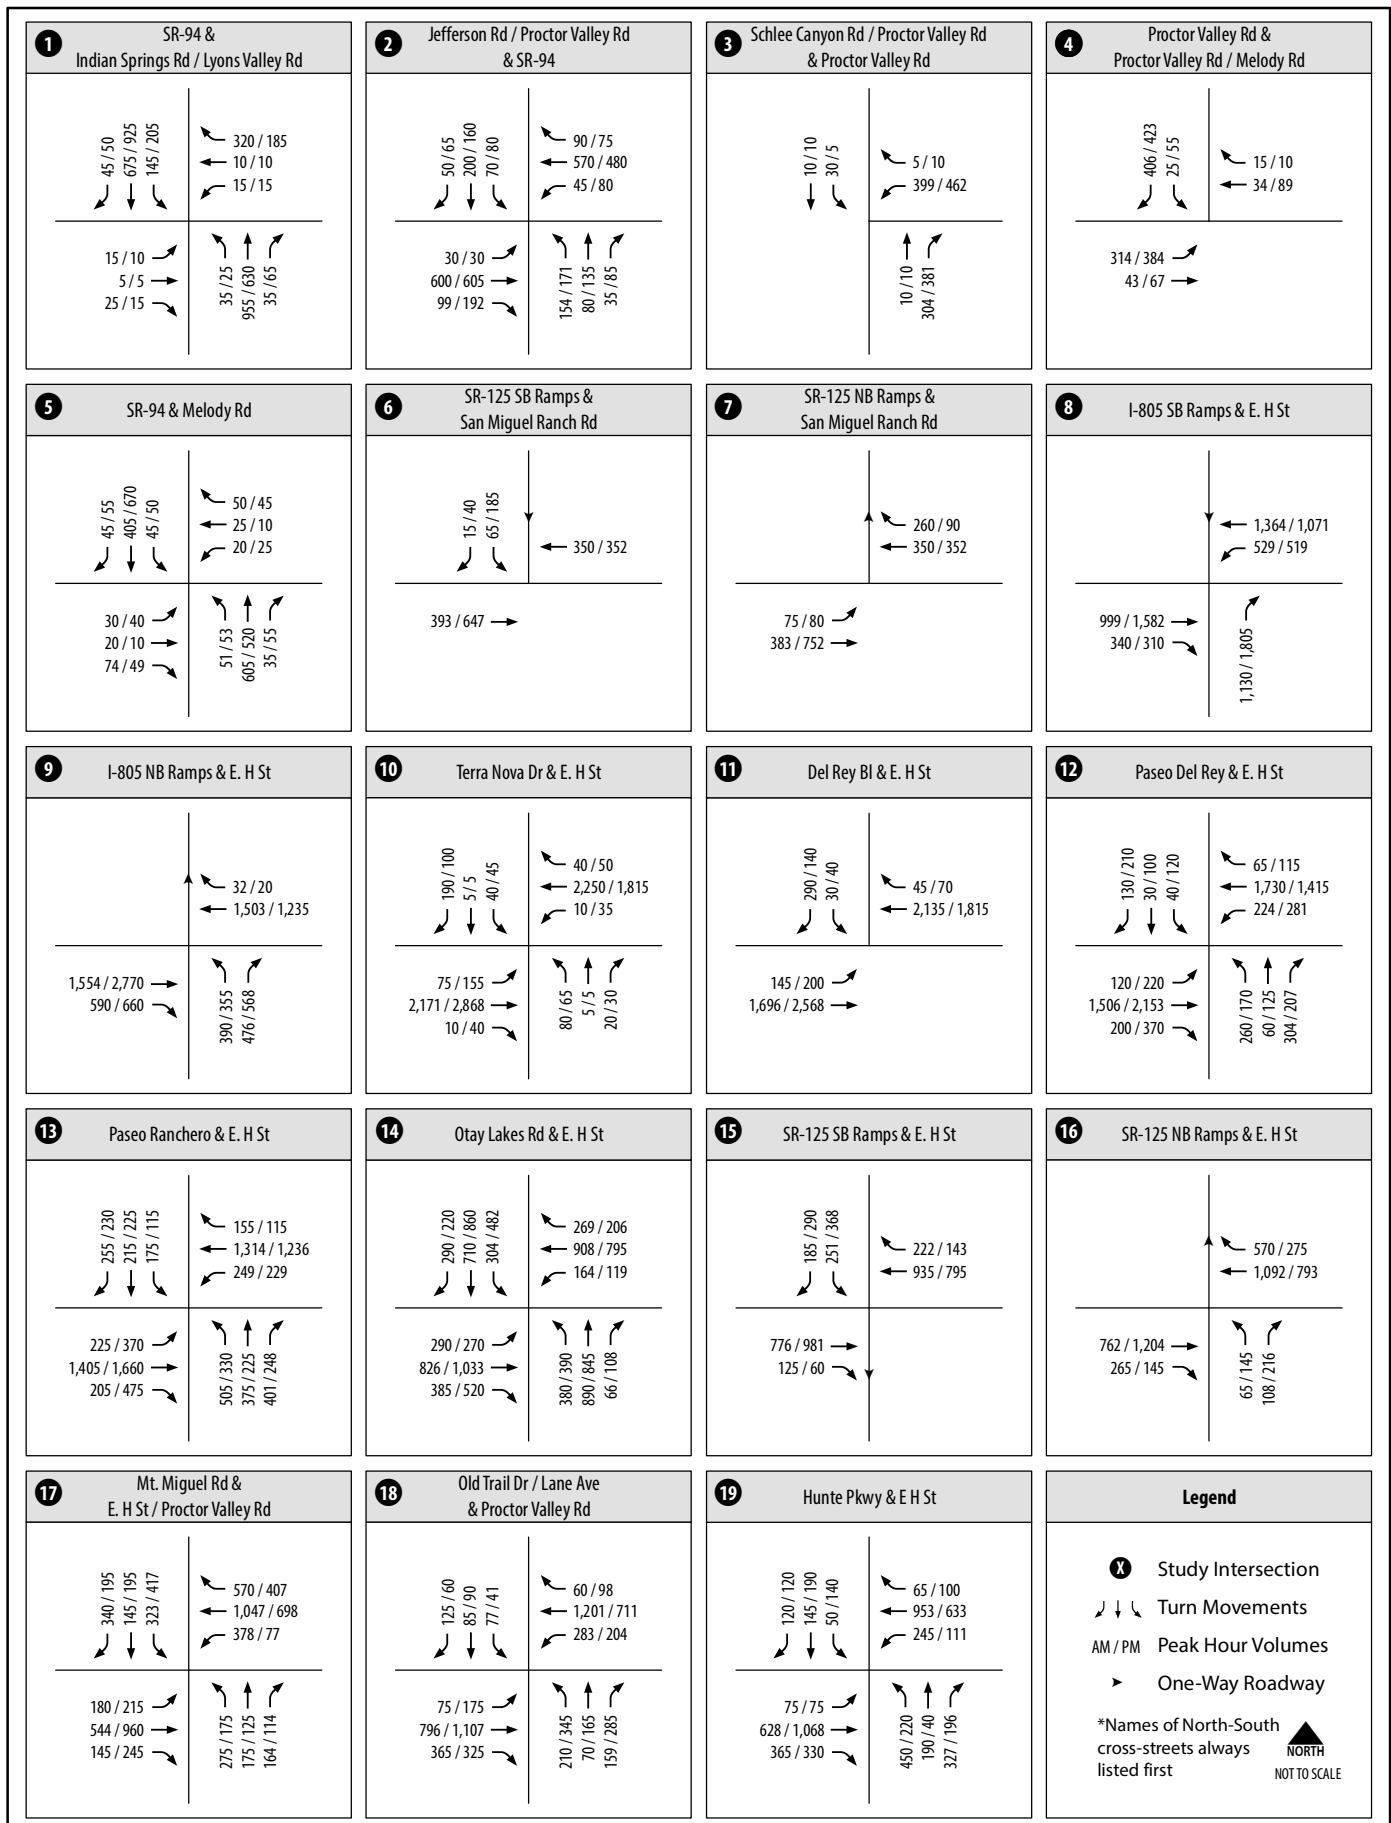 1
SR-94 &
Indian Springs Rd / Lyons Valley Rd
45 / 50
675 / 925
145 / 205
320 / 185
10 / 10
15 / 15
15 / 10
5 / 5
25 / 15
35 / 25
955 / 630
35 / 65
2
Jefferson Rd / Proctor Valley Rd
& SR-94
50 / 65
200 / 160
70 / 80
90 / 75
570 / 480
45 / 80
30 / 30
600 / 605
99 / 192
154 / 171
80 / 135
35 / 85
3
Schlee Canyon Rd / Proctor Valley Rd
& Proctor Valley Rd
10 / 10
30 / 5
5 / 10
399 / 462
10 / 10
304 / 381
4
Proctor Valley Rd &
Proctor Valley Rd / Melody Rd
406 / 423
25 / 55
15 / 10
34 / 89
314 / 384
43 / 67
5
SR-94 & Melody Rd
45 / 55
405 / 670
45 / 50
50 / 45
25 / 10
20 / 25
30 / 40
20 / 10
74 / 49
51 / 53
605 / 520
35 / 55
6
SR-125 SB Ramps &
San Miguel Ranch Rd
15 / 40
65 / 185
350 / 352
393 / 647
7
SR-125 NB Ramps &
San Miguel Ranch Rd
260 / 90
350 / 352
75 / 80
383 / 752
8
I-805 SB Ramps & E. H St
1,364 / 1,071
529 / 519
999 / 1,582
340 / 310
1,130 / 1,805
9
I-805 NB Ramps & E. H St
32 / 20
1,503 / 1,235
1,554 / 2,770
590 / 660
390 / 355
476 / 568
10
Terra Nova Dr & E. H St
190 / 100
5 / 5
40 / 45
40 / 50
2,250 / 1,815
10 / 35
75 / 155
2,171 / 2,868
10 / 40
80 / 65
5 / 5
20 / 30
11
Del Rey Bl & E. H St
290 / 140
30 / 40
45 / 70
2,135 / 1,815
145 / 200
1,696 / 2,568
12
Paseo Del Rey & E. H St
130 / 210
30 / 100
40 / 120
65 / 115
1,730 / 1,415
224 / 281
120 / 220
1,506 / 2,153
200 / 370
260 / 170
60 / 125
304 / 207
13
Paseo Ranchero & E. H St
255 / 230
215 / 225
175 / 115
155 / 115
1,314 / 1,236
249 / 229
225 / 370
1,405 / 1,660
205 / 475
505 / 330
375 / 225
401 / 248
14
Otay Lakes Rd & E. H St
290 / 220
710 / 860
304 / 482
269 / 206
908 / 795
164 / 119
290 / 270
826 / 1,033
385 / 520
380 / 390
890 / 845
66 / 108
15
SR-125 SB Ramps & E. H St
185 / 290
251 / 368
222 / 143
935 / 795
776 / 981
125 / 60
16
SR-125 NB Ramps & E. H St
570 / 275
1,092 / 793
762 / 1,204
265 / 145
65 / 145
108 / 216
17
Mt. Miguel Rd &
E. H St / Proctor Valley Rd
340 / 195
145 / 195
323 / 417
570 / 407
1,047 / 698
378 / 77
180 / 215
544 / 960
145 / 245
275 / 175
175 / 125
164 / 114
18
Old Trail Dr / Lane Ave
& Proctor Valley Rd
125 / 60
85 / 90
77 / 41
60 / 98
1,201 / 711
283 / 204
75 / 175
796 / 1,107
365 / 325
210 / 345
70 / 165
159 / 285
19
Hunte Pkwy & E H St
120 / 120
145 / 190
50 / 140
65 / 100
953 / 633
245 / 111
75 / 75
628 / 1,068
365 / 330
450 / 220
190 / 40
327 / 196
Legend
X Study Intersection
Turn Movements
AM / PM Peak Hour Volumes
One-Way Roadway
*Names of North-South
cross-streets always
listed first
NORTH
NOT TO SCALE